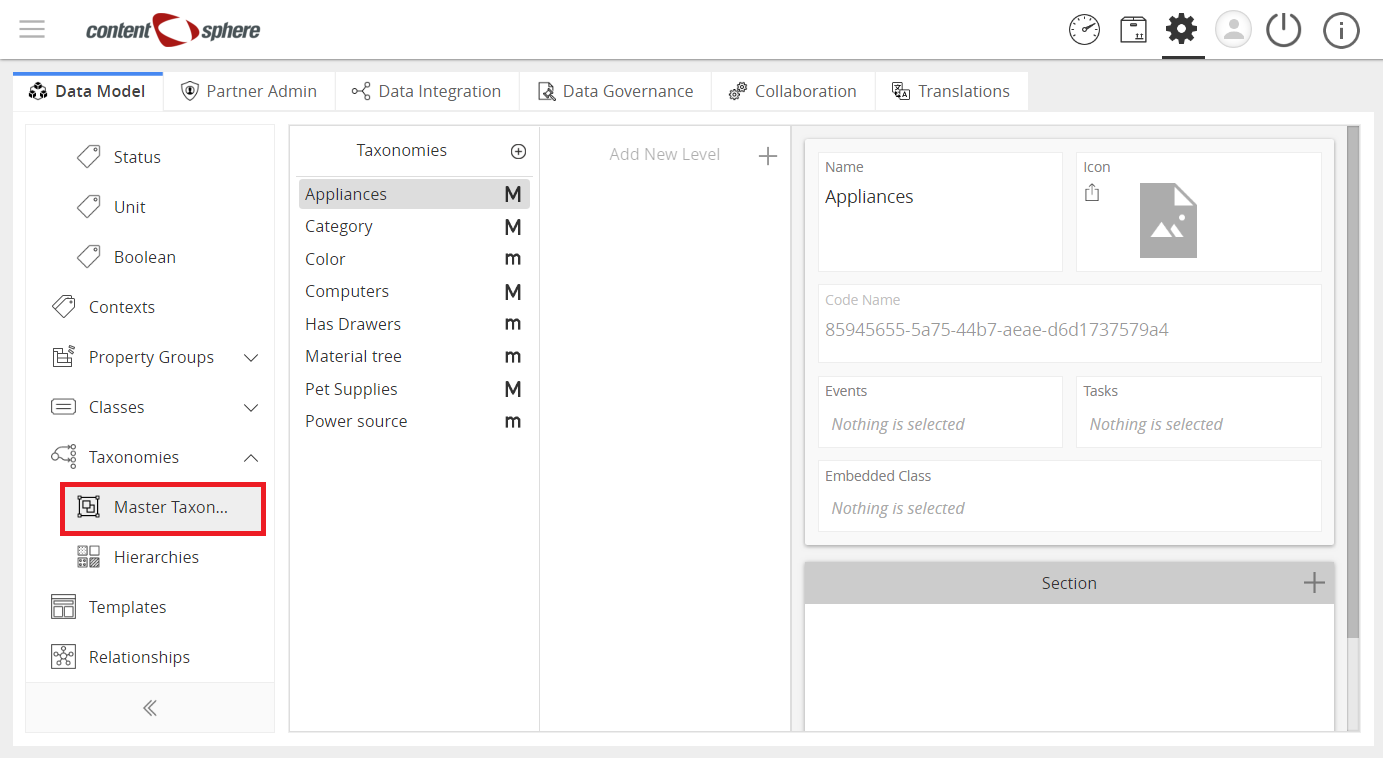 content sphere
Data Model
Partner Admin
Data Integration
Data Governance
Collaboration
Translations
Status
Unit
Boolean
Contexts
Property Groups
Classes
Taxonomies
Master Taxon...
Hierarchies
Templates
Relationships
Taxonomies
Appliances M
Category M
Color m
Computers M
Has Drawers m
Material tree m
Pet Supplies M
Power source m
Add New Level
Name
Appliances
Icon
Code Name
85945655-5a75-44b7-aeae-d6d1737579a4
Events
Nothing is selected
Tasks
Nothing is selected
Embedded Class
Nothing is selected
Section